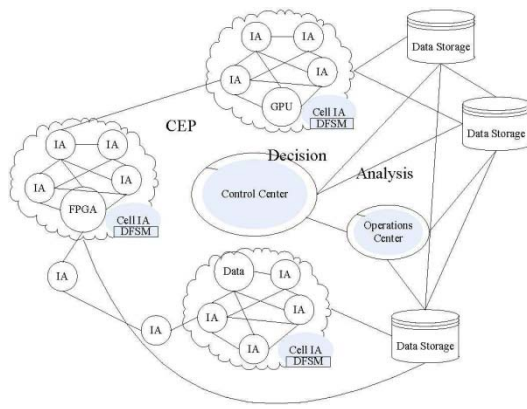 IA
IA
IA
IA
GPU
Cell IA
DFSM
Data Storage
Data Storage
CEP
Decision
Analysis
IA
IA
IA
IA
FPGA
Cell IA
DFSM
Control Center
Operations
Center
IA
IA
Data
IA
IA
IA
IA
Cell IA
DFSM
Data Storage